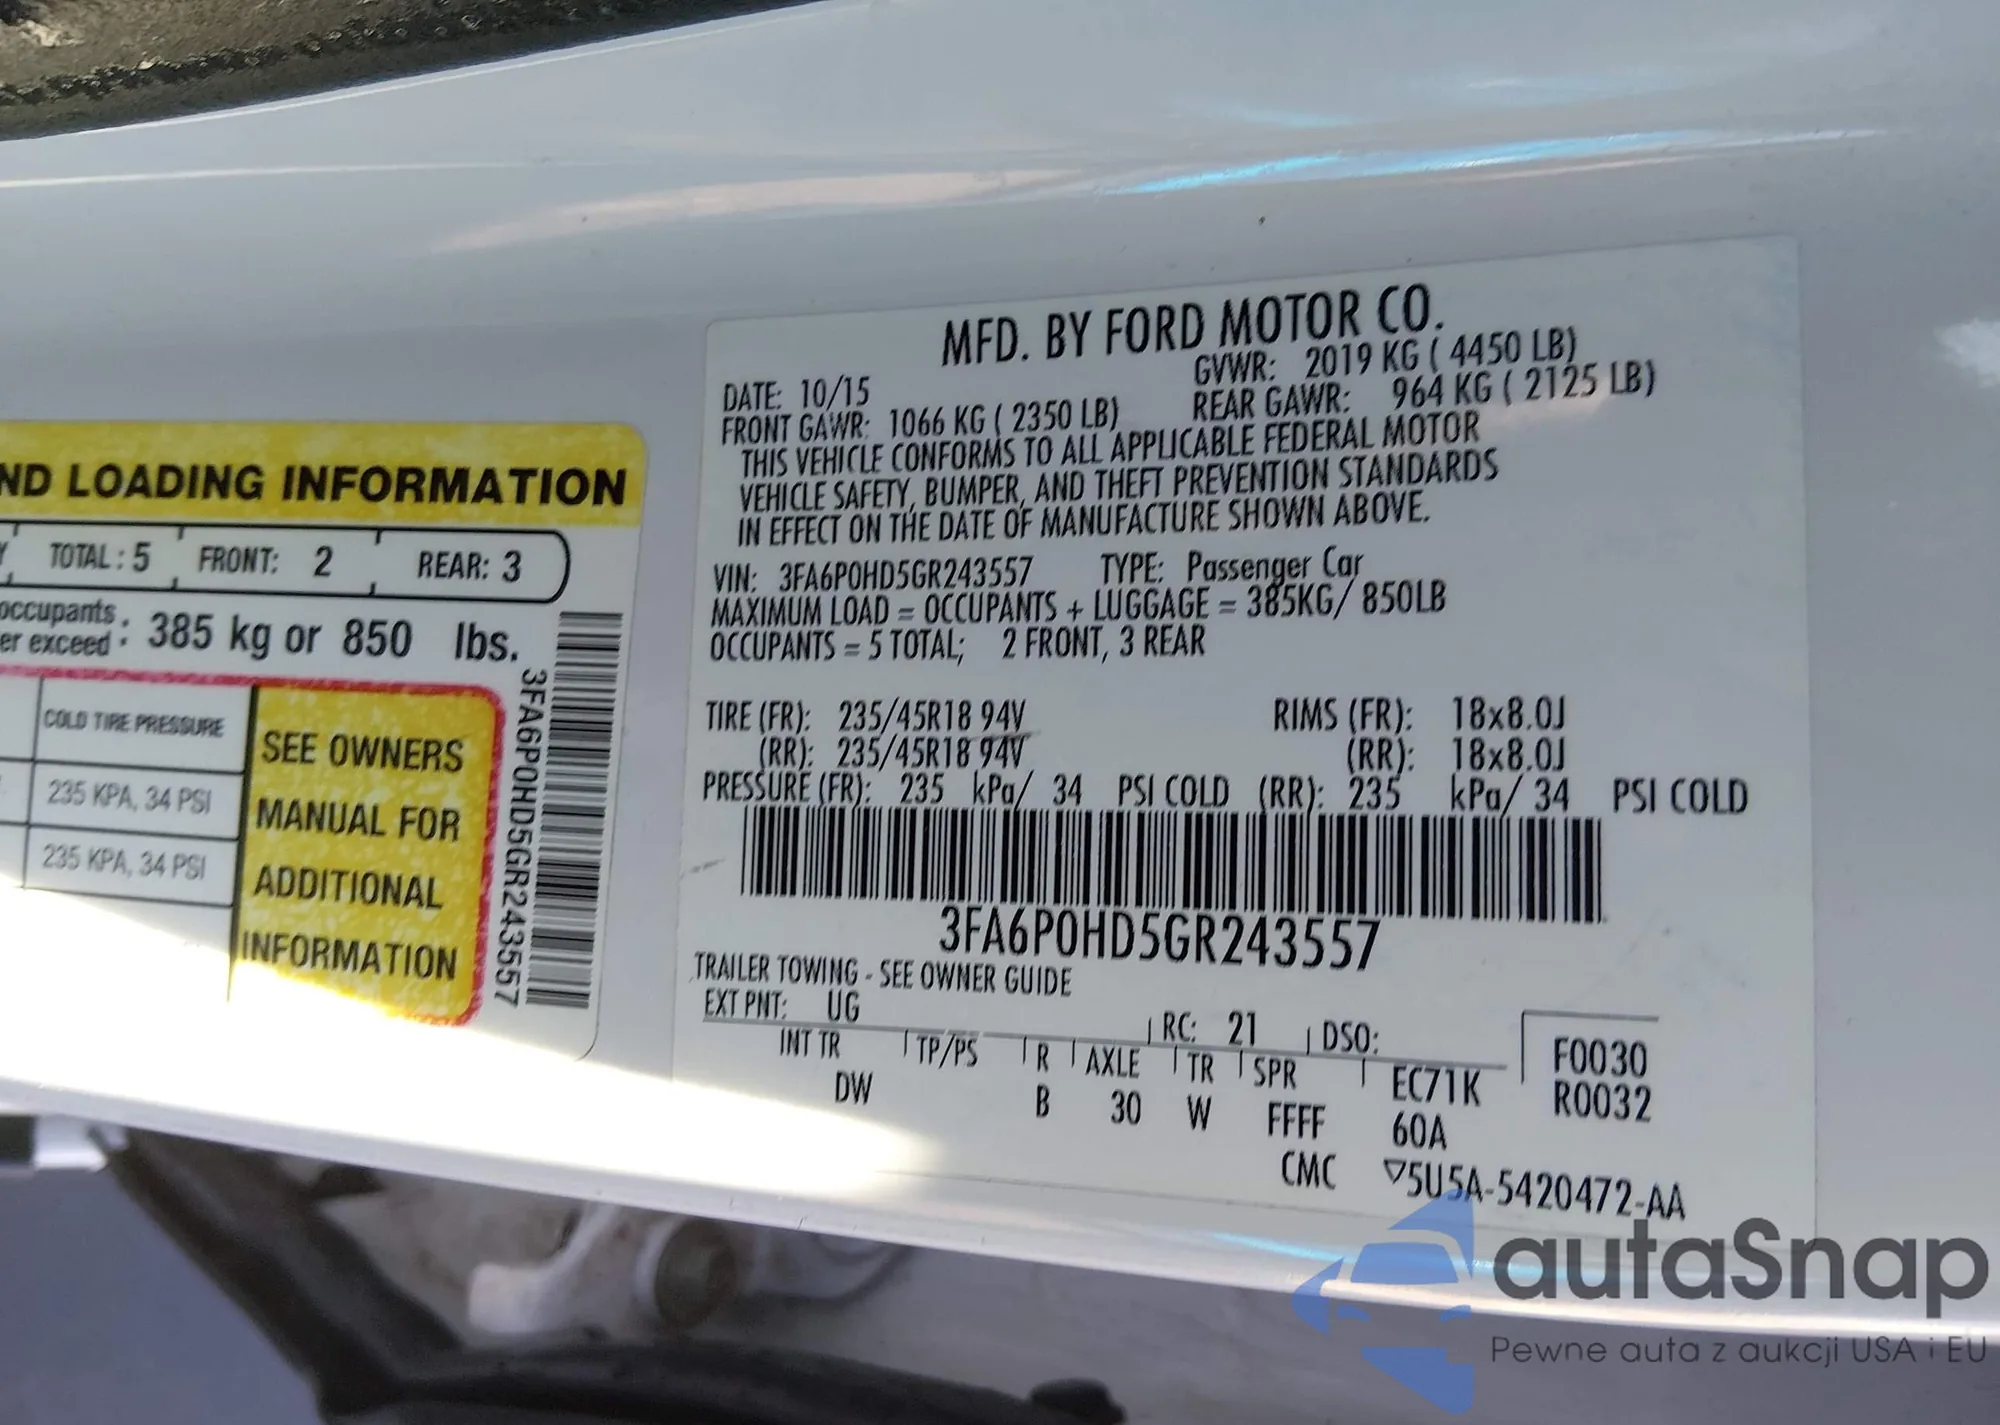 ND LOADING INFORMATION
TOTAL : 5 FRONT: 2 REAR: 3
occupants
er exceed : 385 kg or 850 lbs.
COLD TIRE PRESSURE
235 KPA, 34 PSI
235 KPA, 34 PSI
SEE OWNERS
MANUAL FOR
ADDITIONAL
INFORMATION
3FA6P0HD5GR243557
MFD. BY FORD MOTOR CO.
DATE: 10/15 GVWR: 2019 KG ( 4450 LB)
FRONT GAWR: 1066 KG ( 2350 LB) REAR GAWR: 964 KG ( 2125 LB)
THIS VEHICLE CONFORMS TO ALL APPLICABLE FEDERAL MOTOR
VEHICLE SAFETY, BUMPER, AND THEFT PREVENTION STANDARDS
IN EFFECT ON THE DATE OF MANUFACTURE SHOWN ABOVE.
VIN: 3FA6P0HD5GR243557 TYPE: Passenger Car
MAXIMUM LOAD = OCCUPANTS + LUGGAGE = 385KG/ 850LB
OCCUPANTS = 5 TOTAL; 2 FRONT, 3 REAR
TIRE (FR): 235/45R18 94V RIMS (FR): 18x8.0J
(RR): 235/45R18 94V (RR): 18x8.0J
PRESSURE (FR): 235 kPa/ 34 PSI COLD (RR): 235 kPa/ 34 PSI COLD
3FA6P0HD5GR243557
TRAILER TOWING - SEE OWNER GUIDE
EXT PNT: UG RC: 21 DSO: F0030
INT TR TP/PS R AXLE TR SPR EC71K R0032
DW B 30 W FFFF 60A
CMC ▽5U5A-5420472-AA
autaSnap
Pewne auta z aukcji USA i EU